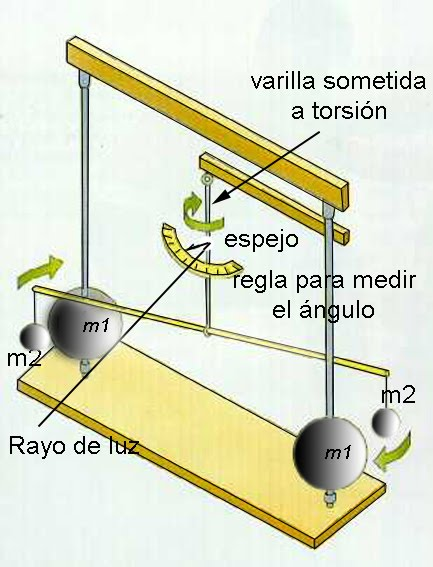 varilla sometida
a torsión
espejo
regla para medir
el ángulo
m1
m2
m2
Rayo de luz
m1